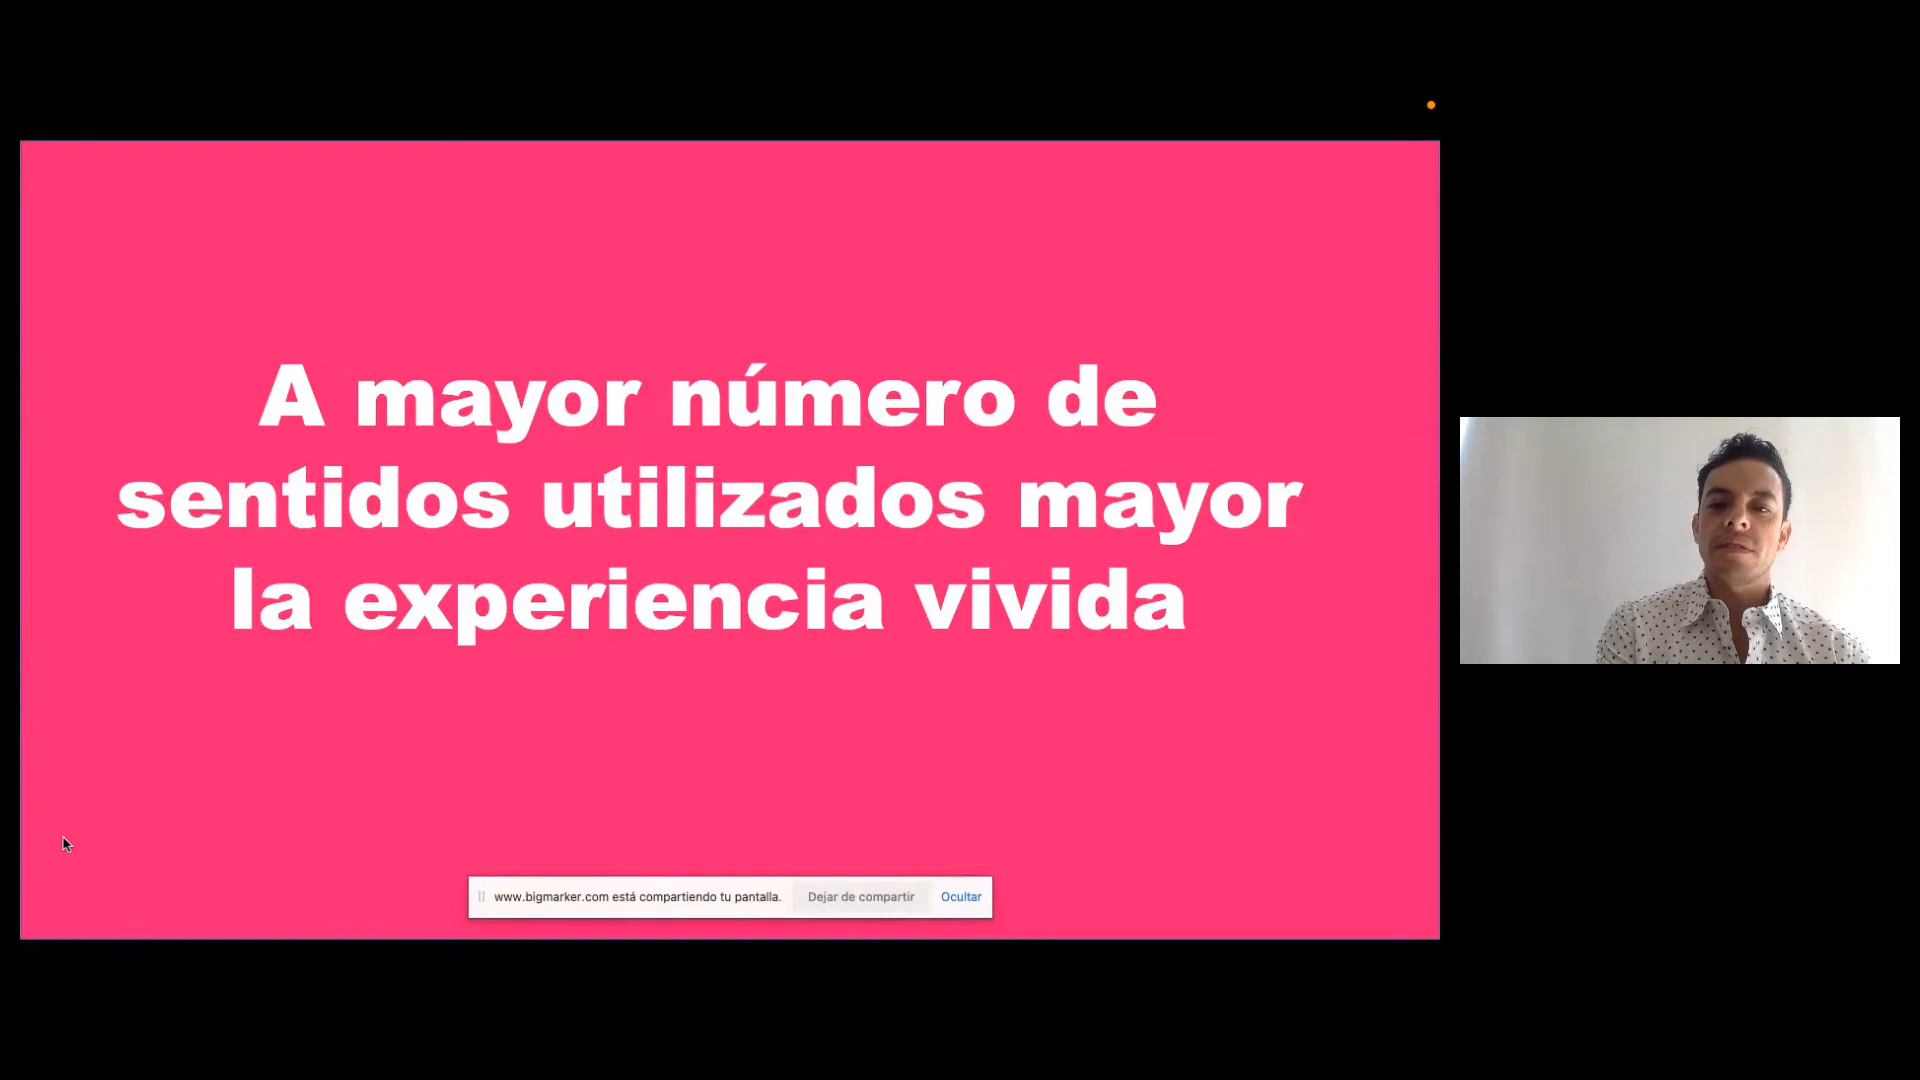 A mayor número de
sentidos utilizados mayor
la experiencia vivida
www.bigmarker.com está compartiendo tu pantalla. Dejar de compartir Ocultar